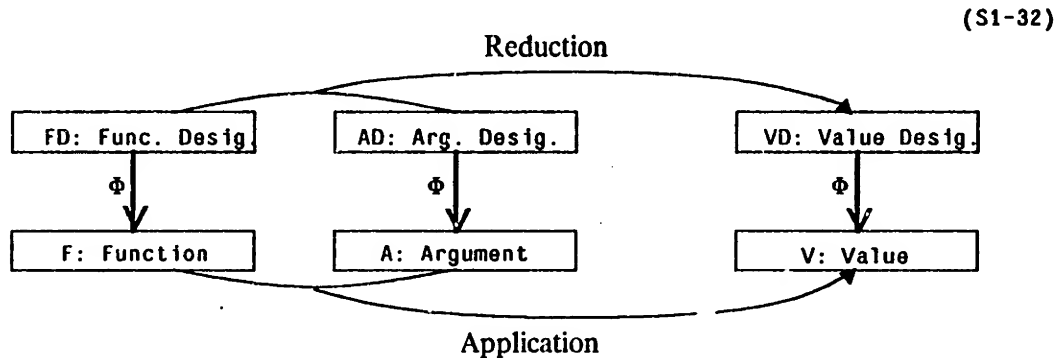 (S1-32)
Reduction
FD: Func. Desig. AD: Arg. Desig. VD: Value Desig.
Φ Φ Φ
F: Function A: Argument V: Value
Application